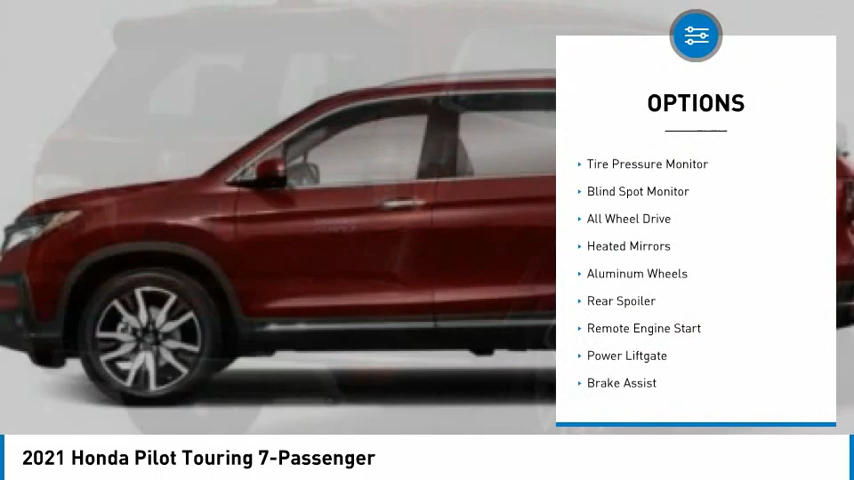 OPTIONS
Tire Pressure Monitor
Blind Spot Monitor
All Wheel Drive
Heated Mirrors
Aluminum Wheels
Rear Spoiler
Remote Engine Start
Power Liftgate
Brake Assist
2021 Honda Pilot Touring 7-Passenger